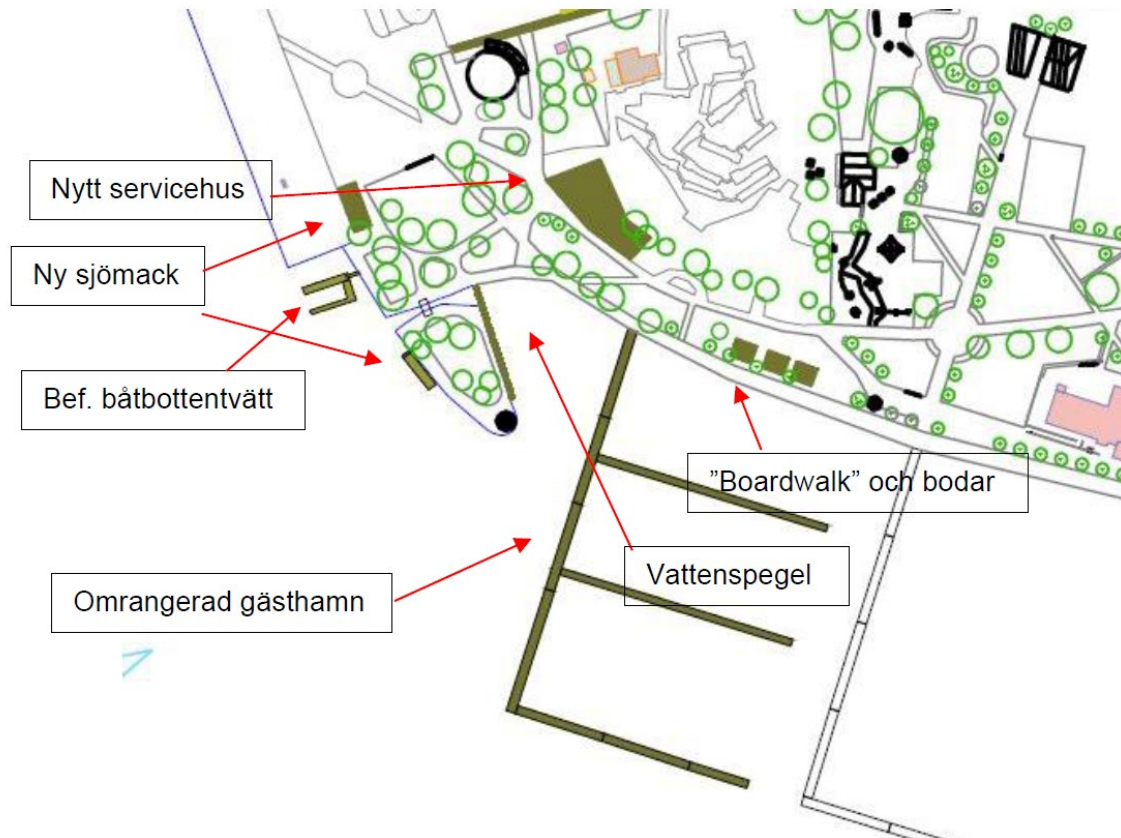 Nytt servicehus
Ny sjömack
Bef. båtbottentvätt
”Boardwalk” och bodar
Vattenspegel
Omrangerad gästhamn